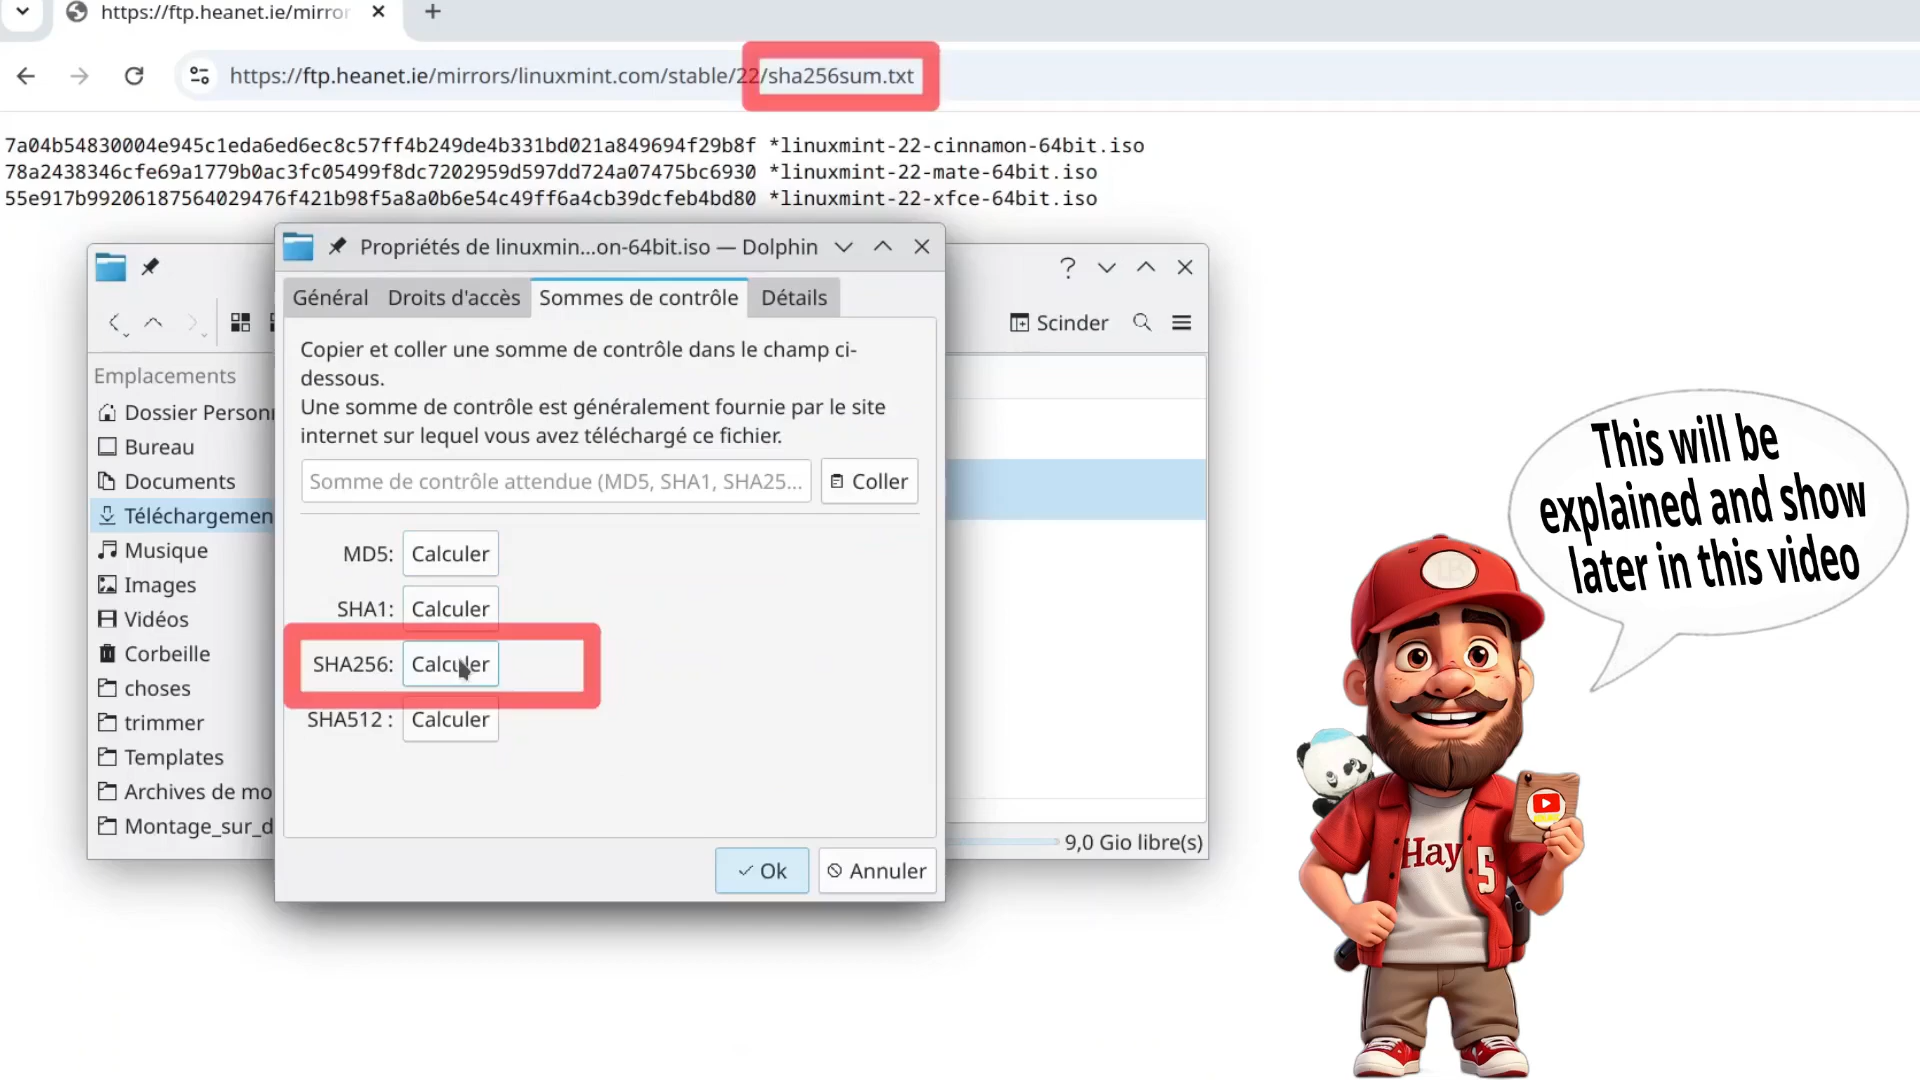 https://ftp.heanet.ie/mirror
https://ftp.heanet.ie/mirrors/linuxmint.com/stable/22/sha256sum.txt
7a04b54830004e945c1eda6ed6ec8c57ff4b249de4b331bd021a849694f29b8f *linuxmint-22-cinnamon-64bit.iso
78a2438346cfe69a1779b0ac3fc05499f8dc7202959d597dd724a07475bc6930 *linuxmint-22-mate-64bit.iso
55e917b99206187564029476f421b98f5a8a0b6e54c49ff6a4cb39dcfeb4bd80 *linuxmint-22-xfce-64bit.iso
Propriétés de linuxmin...on-64bit.iso — Dolphin
Général Droits d'accès Sommes de contrôle Détails
Copier et coller une somme de contrôle dans le champ ci-
dessous.
Une somme de contrôle est généralement fournie par le site
internet sur lequel vous avez téléchargé ce fichier.
Somme de contrôle attendue (MD5, SHA1, SHA25...
Coller
MD5: Calculer
SHA1: Calculer
SHA256: Calculer
SHA512 : Calculer
Ok Annuler
Scinder
Emplacements
Dossier Personn
Bureau
Documents
Téléchargemen
Musique
Images
Vidéos
Corbeille
choses
trimmer
Templates
Archives de mo
Montage_sur_d
9,0 Gio libre(s)
This will be
explained and show
later in this video
Hay 5